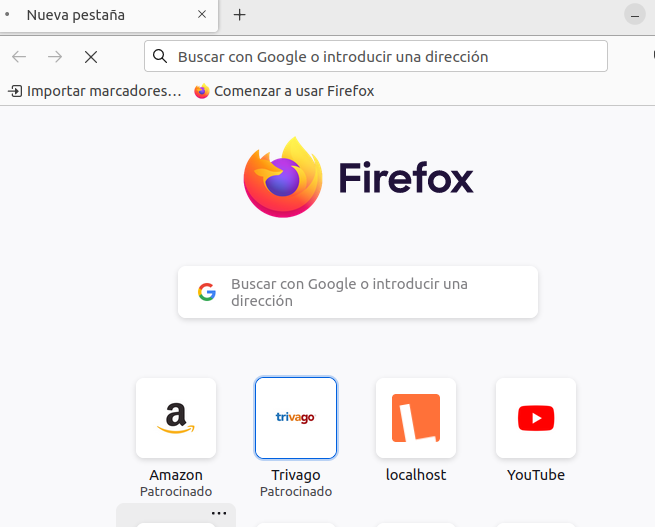 Nueva pestaña
Buscar con Google o introducir una dirección
Importar marcadores…
Comenzar a usar Firefox
Firefox
Buscar con Google o introducir una
dirección
a
trivago
Amazon
Trivago
localhost
YouTube
Patrocinado
Patrocinado